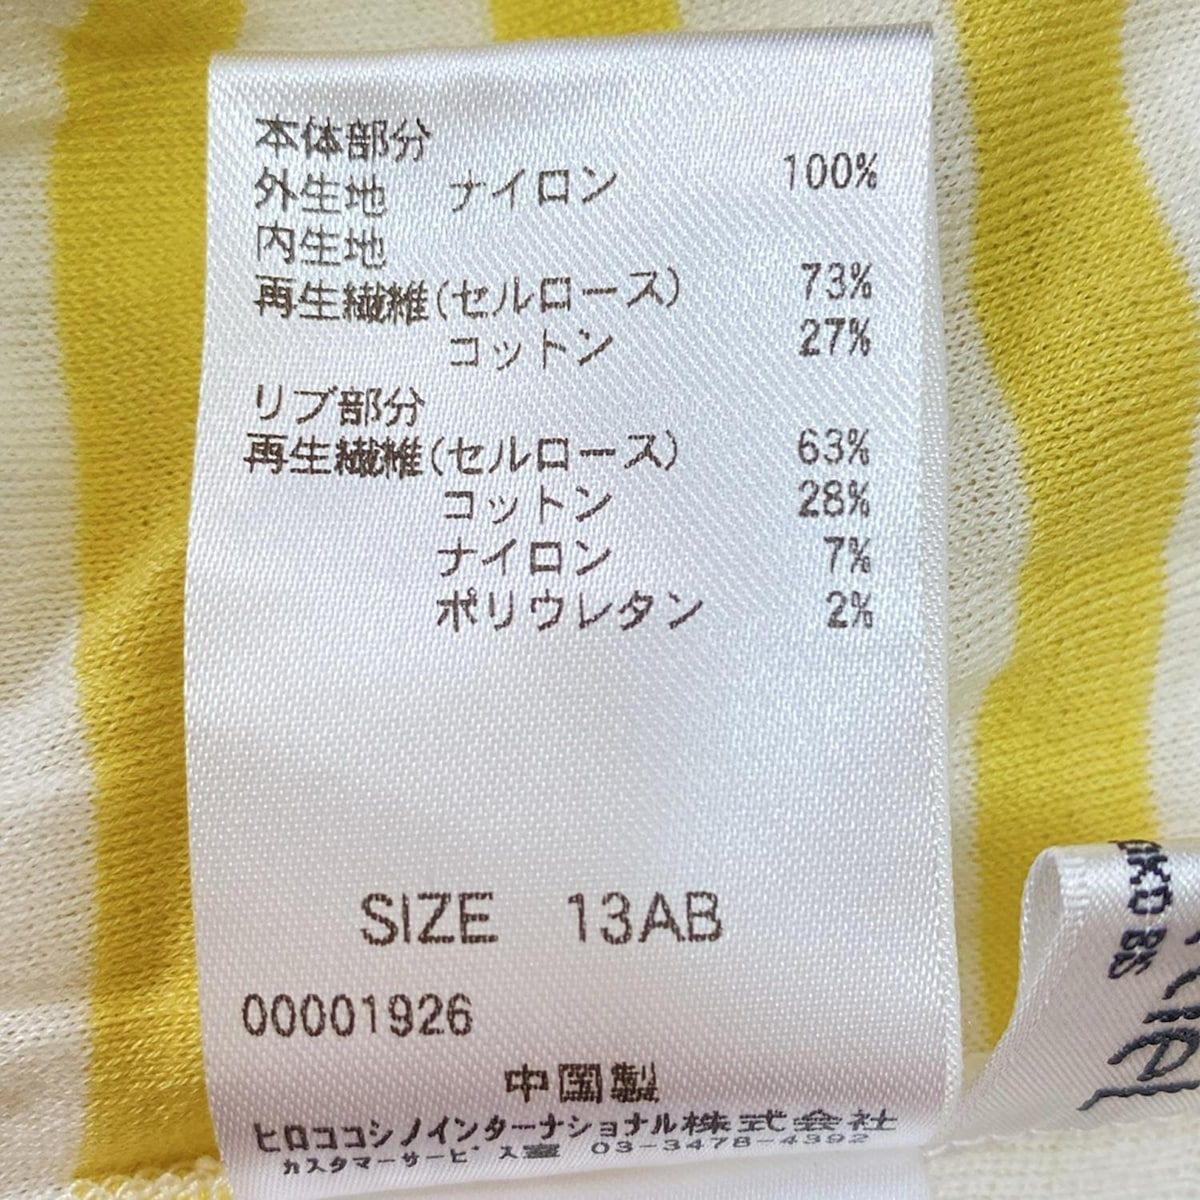 本体部分
外生地 ナイロン 100%
内生地
再生繊維(セルロース) 73%
コットン 27%
リブ部分
再生繊維(セルロース) 63%
コットン 28%
ナイロン 7%
ポリウレタン 2%
SIZE 13AB
00001926
中国製
ヒロココシノインターナショナル株式会社
カスタマーサービス室 03-3478-4392